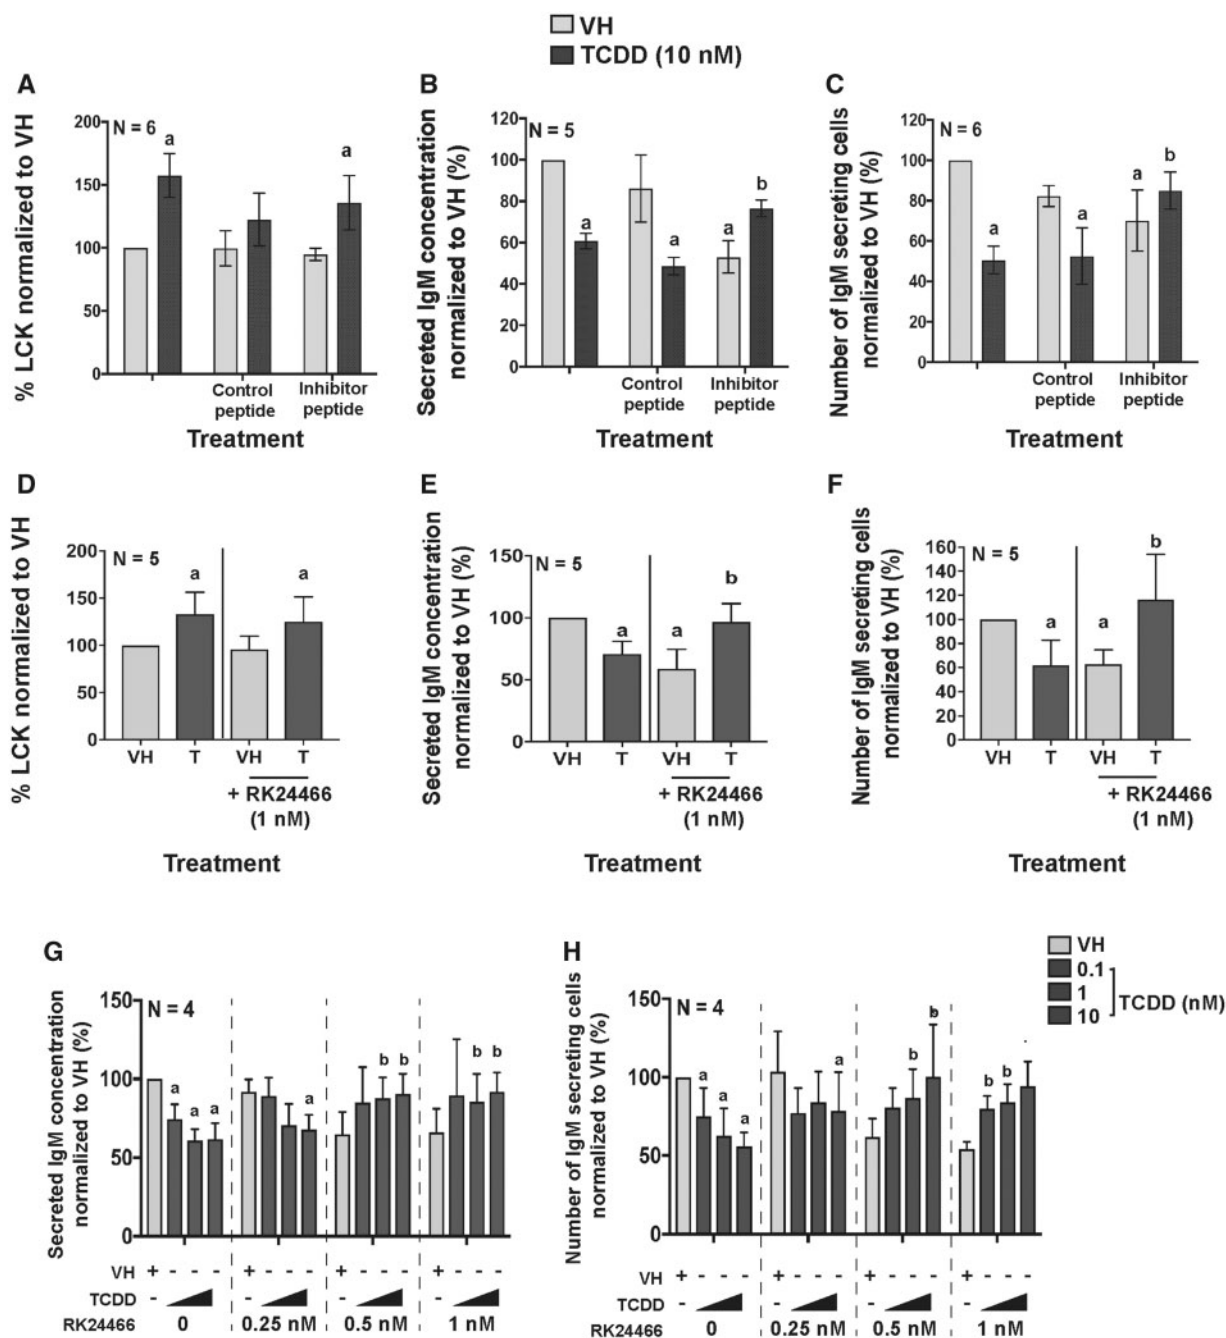 VH
TCDD (10 nM)
A
% LCK normalized to VH
200
150
100
50
0
N = 6
a
a
Control
peptide
Inhibitor
peptide
Treatment
B
Secreted IgM concentration
normalized to VH (%)
120
100
80
60
40
20
0
N = 5
a
a
a
b
Control
peptide
Inhibitor
peptide
Treatment
C
Number of IgM secreting cells
normalized to VH (%)
120
100
80
60
40
20
0
N = 6
a
a
a
b
Control
peptide
Inhibitor
peptide
Treatment
D
% LCK normalized to VH
200
150
100
50
0
N = 5
a
a
VH T VH T
+ RK24466
(1 nM)
Treatment
E
Secreted IgM concentration
normalized to VH (%)
150
100
50
0
N = 5
a
a
b
VH T VH T
+ RK24466
(1 nM)
Treatment
F
Number of IgM secreting cells
normalized to VH (%)
160
140
120
100
80
60
40
20
0
N = 5
a
a
b
VH T VH T
+ RK24466
(1 nM)
Treatment
G
Secreted IgM concentration
normalized to VH (%)
150
100
50
0
N = 4
a
a
a
a
b
b
b
b
VH + - - - + - - - + - - - + - - -
TCDD - - - -
RK24466 0 0.25 nM 0.5 nM 1 nM
H
Number of IgM secreting cells
normalized to VH (%)
150
100
50
0
N = 4
a
a
a
a
b
b
b
b
VH + - - - + - - - + - - - + - - -
TCDD - - - -
RK24466 0 0.25 nM 0.5 nM 1 nM
VH
0.1
1
10
TCDD (nM)